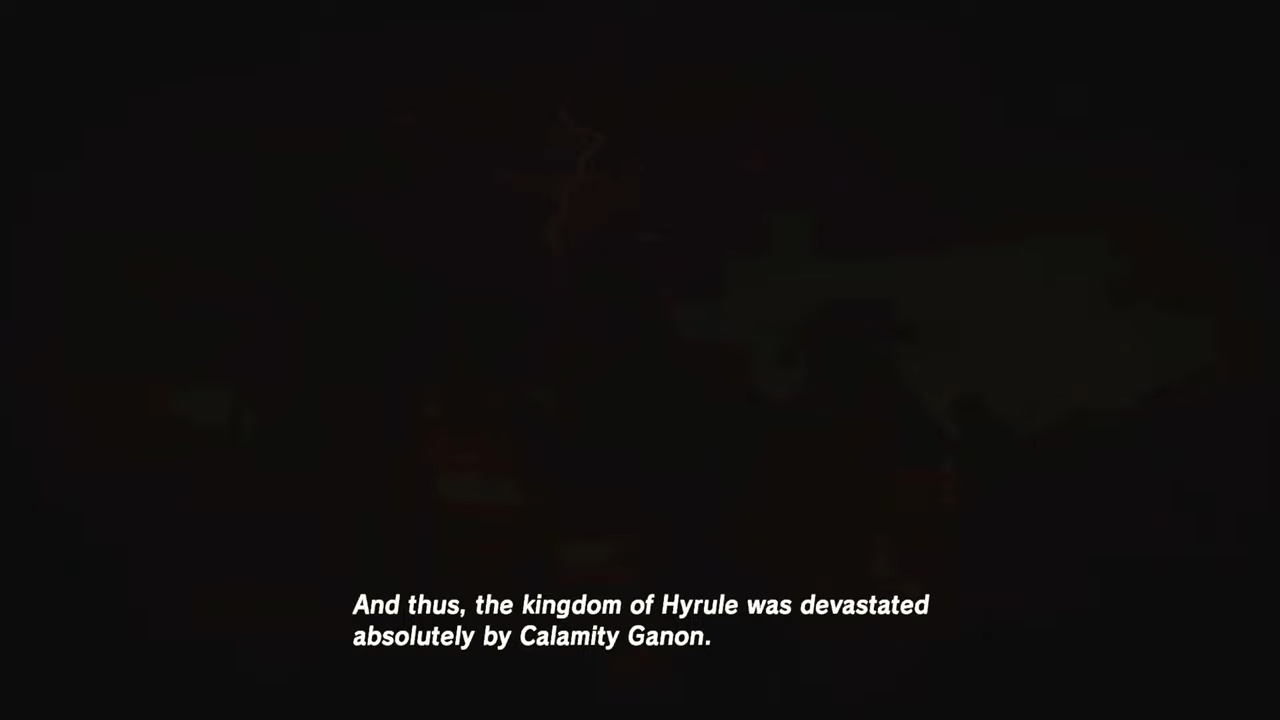 And thus, the kingdom of Hyrule was devastated
absolutely by Calamity Ganon.